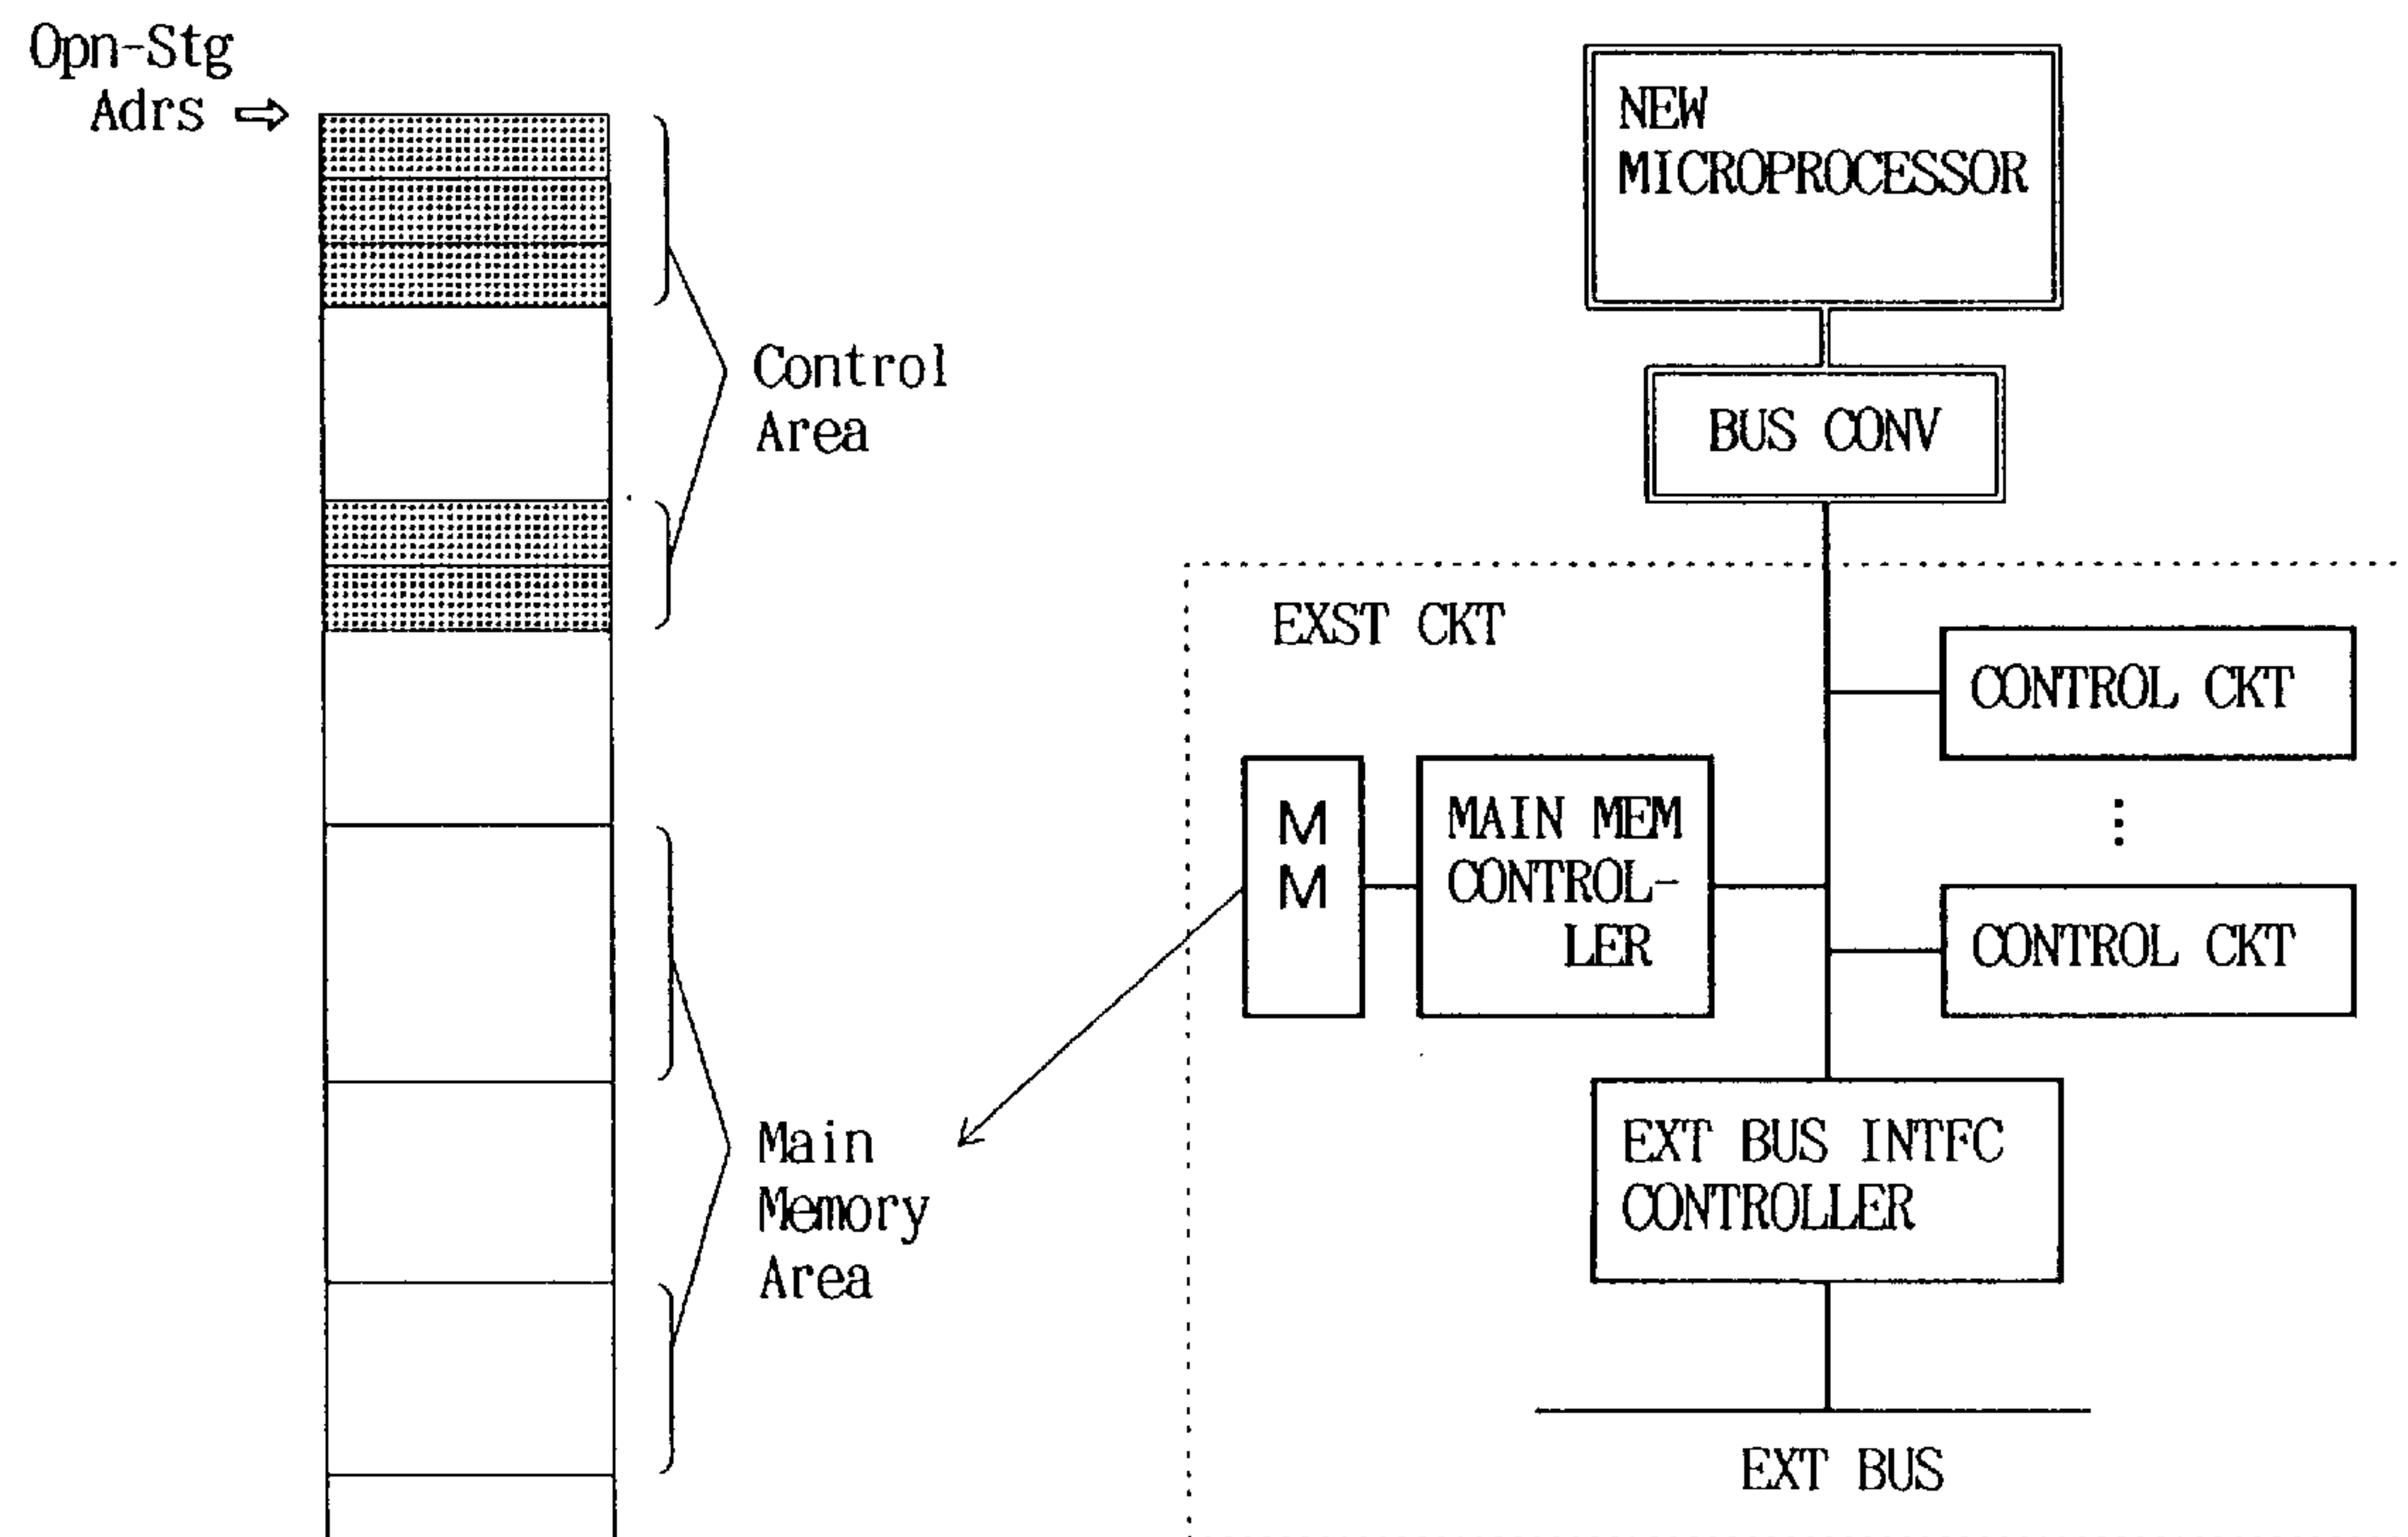 Opn-Stg
Adrs ⇨
Control
Area
Main
Memory
Area
NEW
MICROPROCESSOR
BUS CONV
EXST CKT
CONTROL CKT
M
M
MAIN MEM
CONTROL-
LER
CONTROL CKT
EXT BUS INTFC
CONTROLLER
EXT BUS